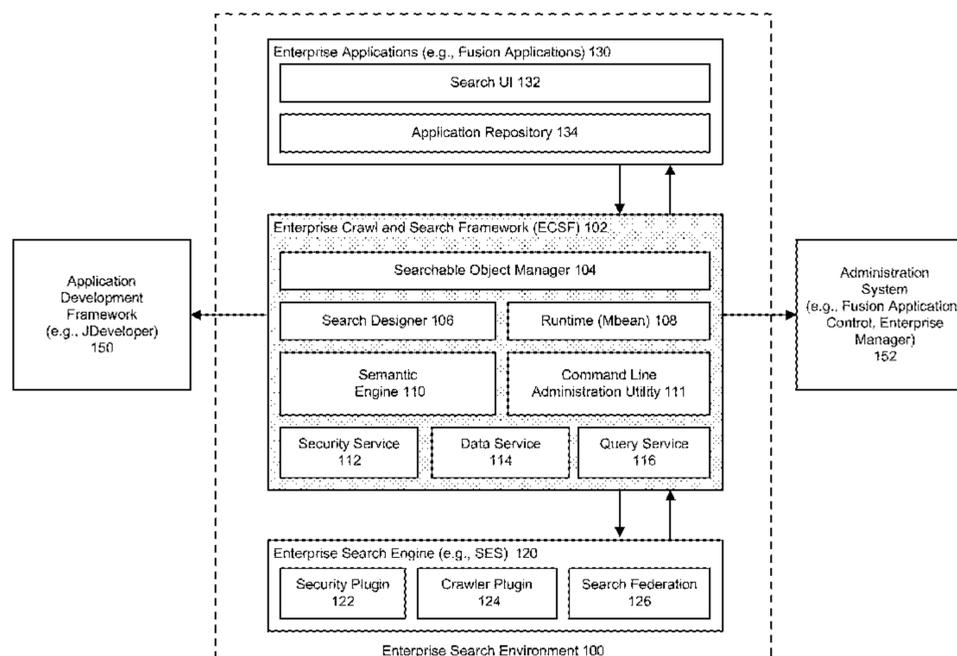 Enterprise Applications (e.g., Fusion Applications) 130
Search UI 132
Application Repository 134
Enterprise Crawl and Search Framework (ECSF) 102
Searchable Object Manager 104
Search Designer 106
Runtime (Mbean) 108
Semantic
Engine 110
Command Line
Administration Utility 111
Security Service
112
Data Service
114
Query Service
116
Application
Development
Framework
(e.g., JDeveloper)
150
Administration
System
(e.g., Fusion Application
Control, Enterprise
Manager)
152
Enterprise Search Engine (e.g., SES) 120
Security Plugin
122
Crawler Plugin
124
Search Federation
126
Enterprise Search Environment 100